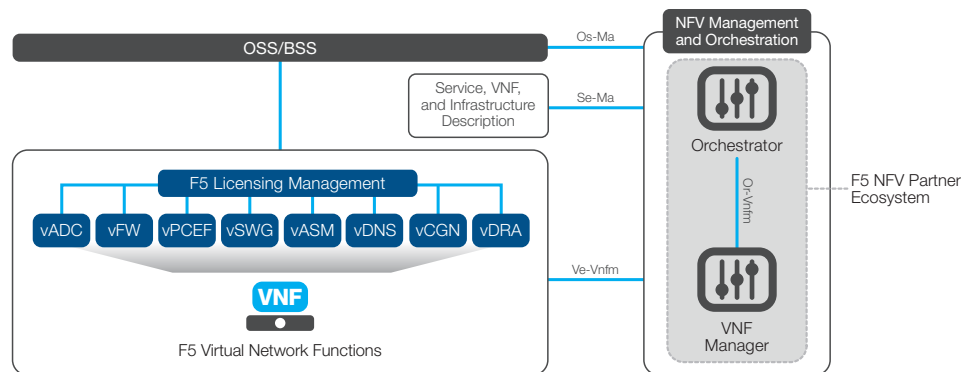 NFV Management
and Orchestration
OSS/BSS
Os-Ma
Service, VNF,
and Infrastructure
Description
Se-Ma
Orchestrator
Or-Vnfm
F5 NFV Partner
Ecosystem
F5 Licensing Management
vADC
vFW
vPCEF
vSWG
vASM
vDNS
vCGN
vDRA
Ve-Vnfm
VNF
F5 Virtual Network Functions
VNF
Manager